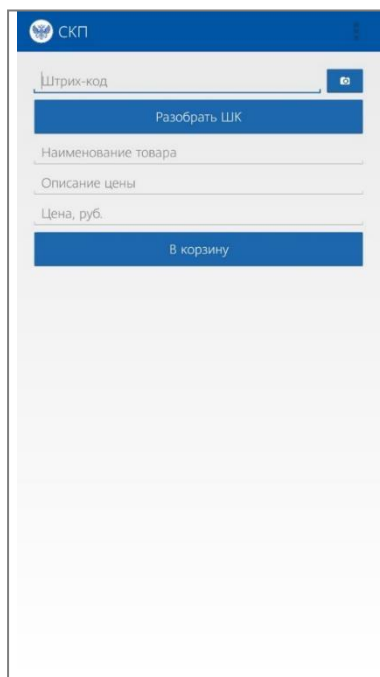 СКП
Штрих-код
Разобрать ШК
Наименование товара
Описание цены
Цена, руб.
В корзину